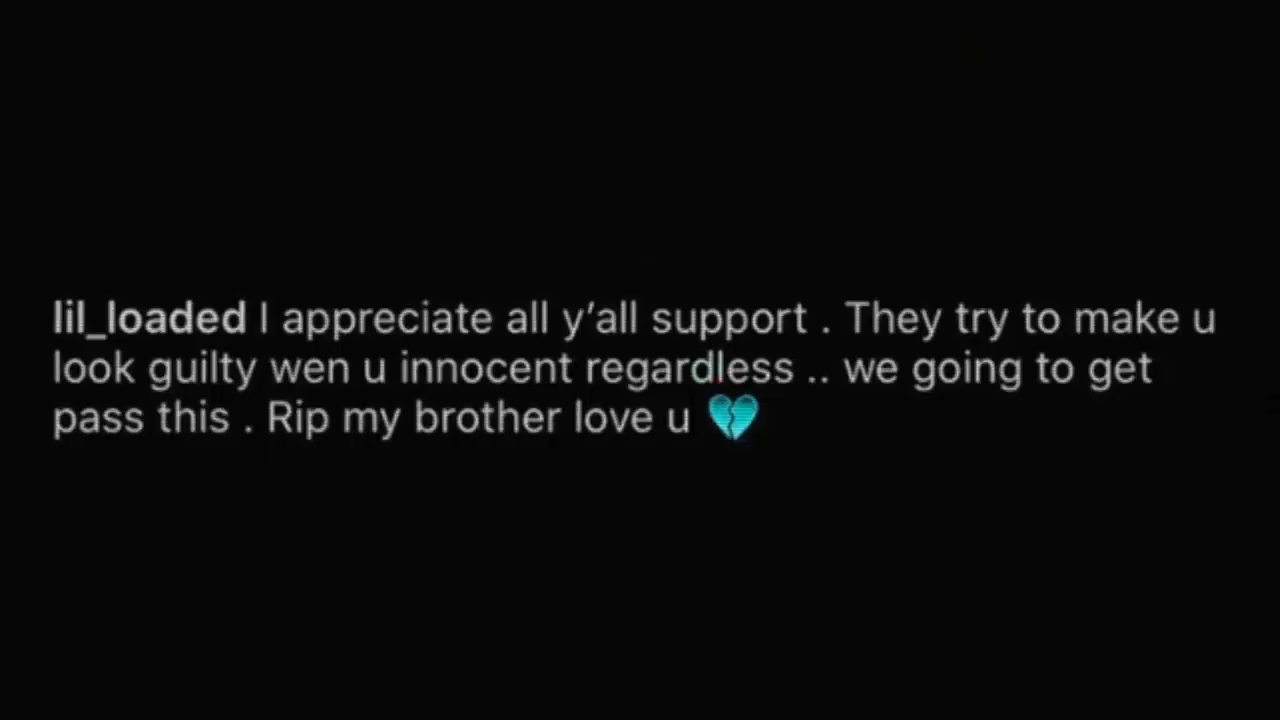 lil_loaded I appreciate all y’all support . They try to make u
look guilty wen u innocent regardless .. we going to get
pass this . Rip my brother love u 💔